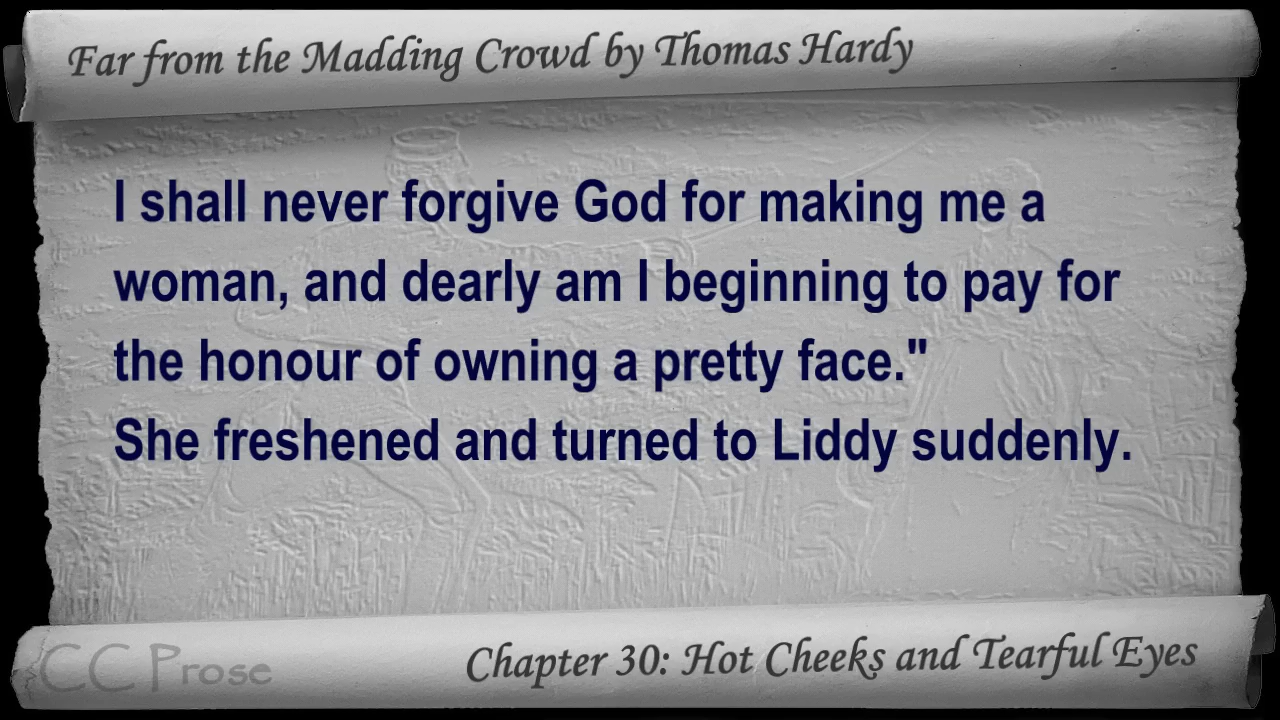 Far from the Madding Crowd by Thomas Hardy
I shall never forgive God for making me a
woman, and dearly am I beginning to pay for
the honour of owning a pretty face."
She freshened and turned to Liddy suddenly.
CC Prose
Chapter 30: Hot Cheeks and Tearful Eyes